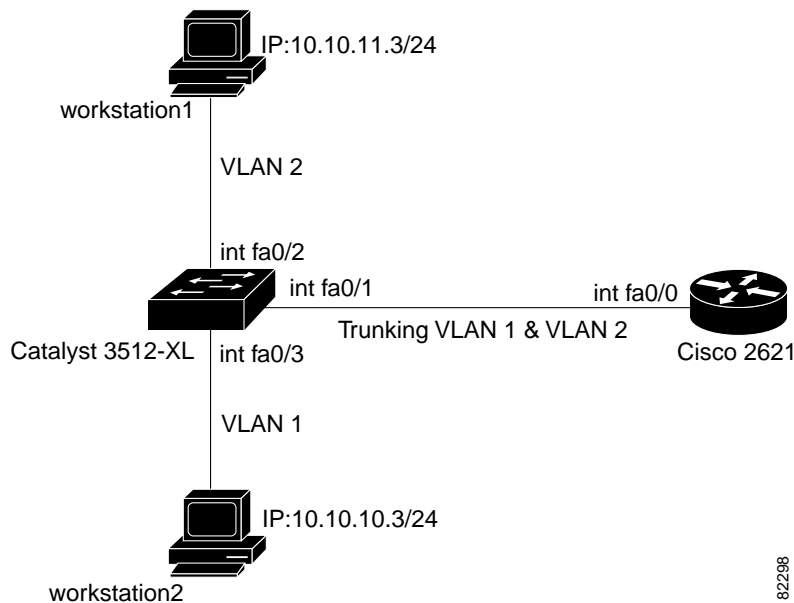 IP:10.10.11.3/24
workstation1
VLAN 2
int fa0/2
int fa0/1
int fa0/0
Trunking VLAN 1 & VLAN 2
Catalyst 3512-XL
int fa0/3
Cisco 2621
VLAN 1
IP:10.10.10.3/24
workstation2
82298